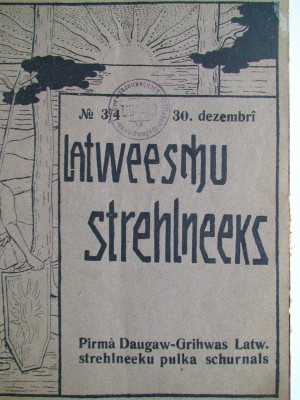 № 3/4 30. dezembrî
Latweeschu
strehlneeks
Pirmâ Daugaw-Grihwas Latw.
strehlneeku pulka schurnals